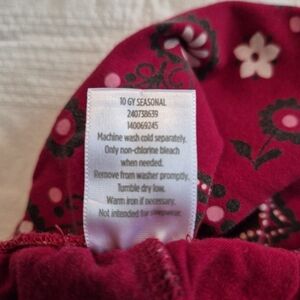 10 GY SEASONAL
240738639
140069245
Machine wash cold separately.
Only non-chlorine bleach
when needed.
Remove from washer promptly.
Tumble dry low.
Warm iron if necessary.
Not intended for sleepwear.